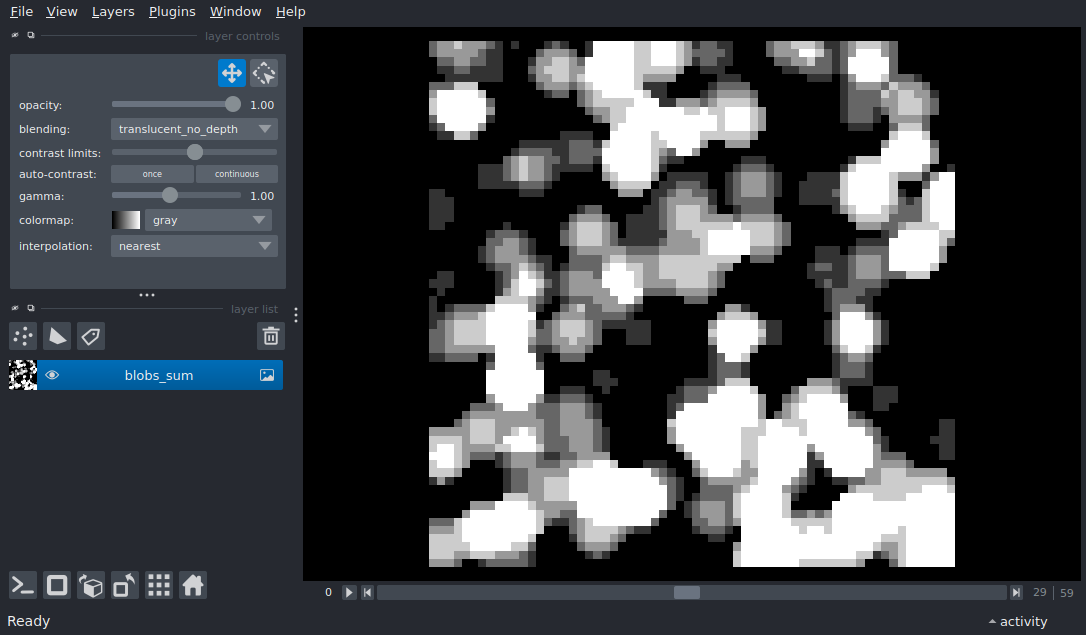 File View Layers Plugins Window Help
layer controls
opacity: 1.00
blending: translucent_no_depth
contrast limits:
auto-contrast: once continuous
gamma: 1.00
colormap: gray
interpolation: nearest
layer list
blobs_sum
0 29 59
Ready activity